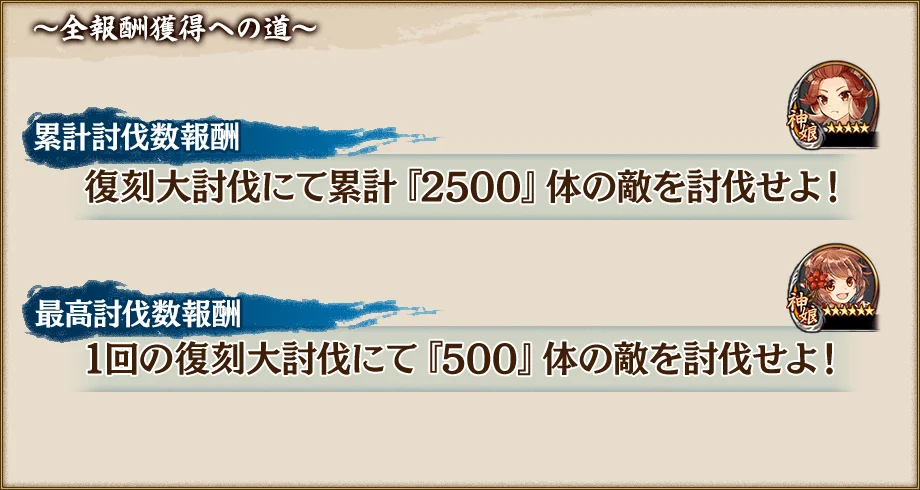 ～全報酬獲得への道～
神娘
★★★★★
累計討伐数報酬
復刻大討伐にて累計『2500』体の敵を討伐せよ！
神娘
★★★★★★
最高討伐数報酬
1回の復刻大討伐にて『500』体の敵を討伐せよ！